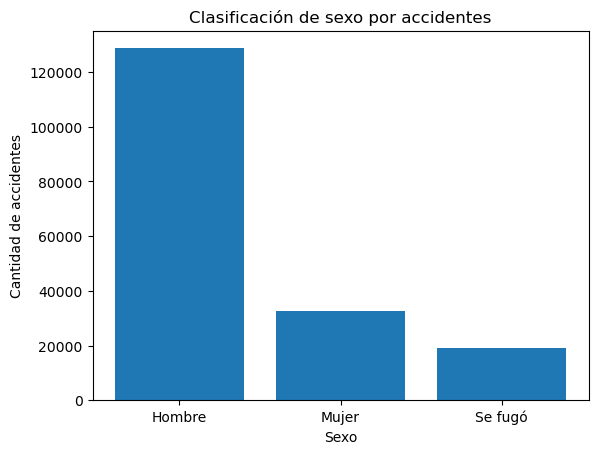 Clasificación de sexo por accidentes
Cantidad de accidentes
120000
100000
80000
60000
40000
20000
0
Hombre Mujer Se fugó
Sexo